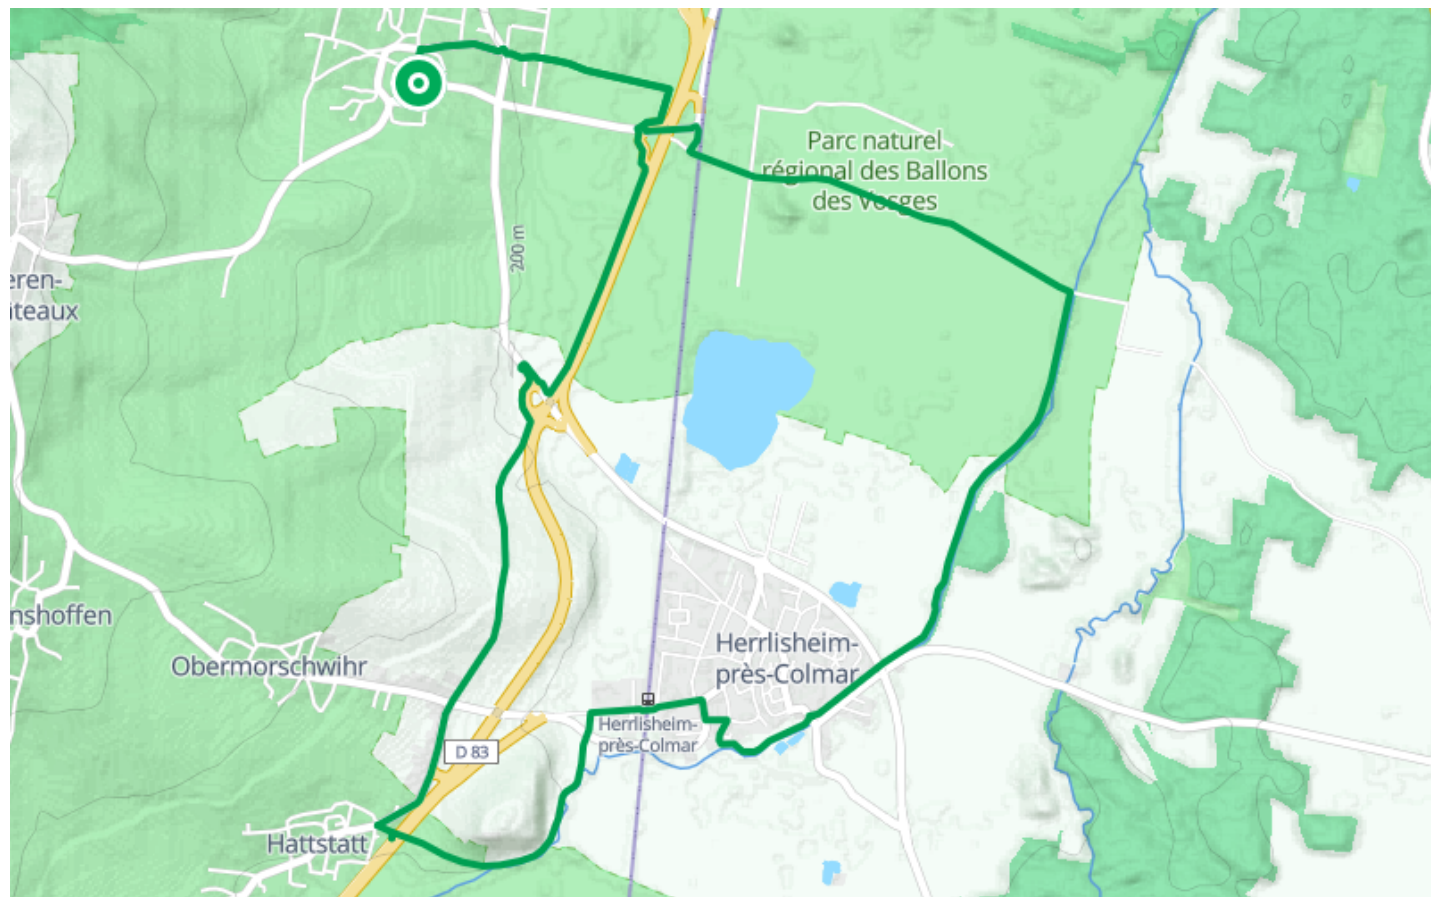 Parc naturel
régional des Ballons
des Vosges
200 m
eren-
âteaux
nshoffen
Obermorschwihr
Herrlisheim-
près-Colmar
Herrlisheim-
près-Colmar
D 83
Hattstatt